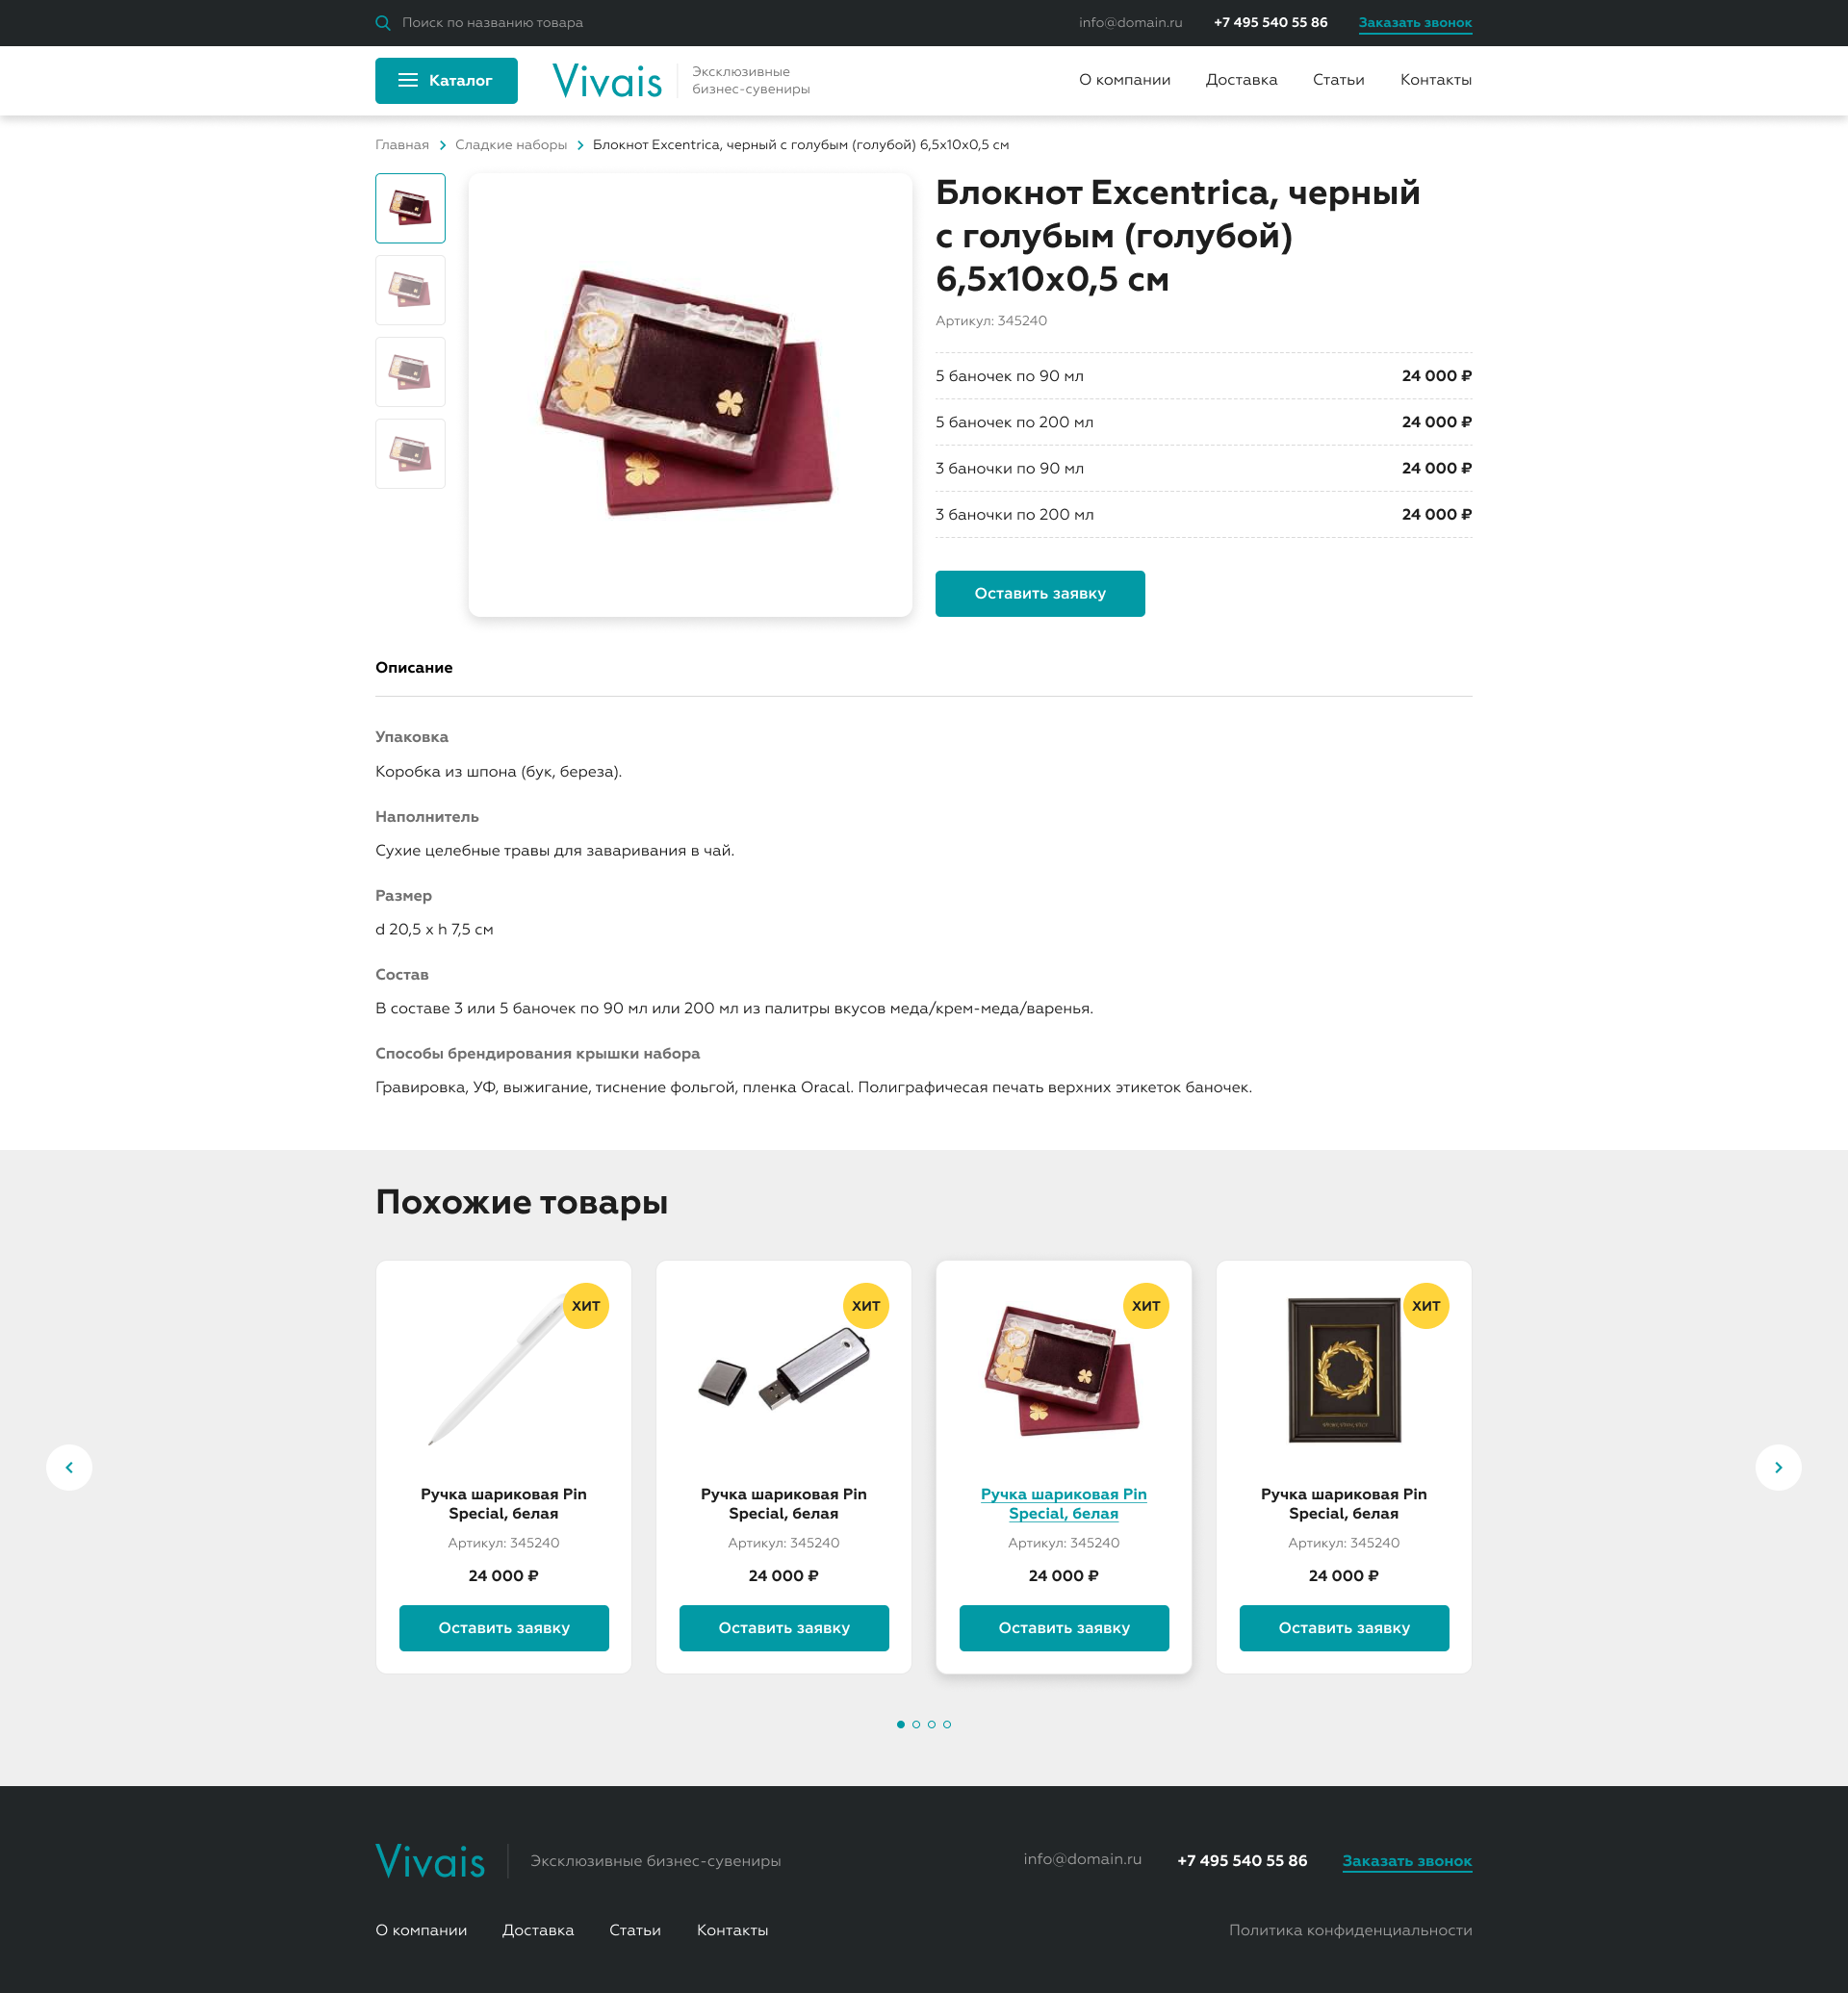 Поиск по названию товара
info@domain.ru
+7 495 540 55 86
Заказать звонок
Каталог
Vivais
Эксклюзивные
бизнес-сувениры
О компании
Доставка
Статьи
Контакты
Главная
Сладкие наборы
Блокнот Excentrica, черный с голубым (голубой) 6,5x10x0,5 см
Блокнот Excentrica, черный
с голубым (голубой)
6,5x10x0,5 см
Артикул: 345240
5 баночек по 90 мл 24 000 ₽
5 баночек по 200 мл 24 000 ₽
3 баночки по 90 мл 24 000 ₽
3 баночки по 200 мл 24 000 ₽
Оставить заявку
Описание
Упаковка
Коробка из шпона (бук, береза).
Наполнитель
Сухие целебные травы для заваривания в чай.
Размер
d 20,5 x h 7,5 см
Состав
В составе 3 или 5 баночек по 90 мл или 200 мл из палитры вкусов меда/крем-меда/варенья.
Способы брендирования крышки набора
Гравировка, УФ, выжигание, тиснение фольгой, пленка Oracal. Полиграфичесая печать верхних этикеток баночек.
Похожие товары
ХИТ
Ручка шариковая Pin
Special, белая
Артикул: 345240
24 000 ₽
Оставить заявку
ХИТ
Ручка шариковая Pin
Special, белая
Артикул: 345240
24 000 ₽
Оставить заявку
ХИТ
Ручка шариковая Pin
Special, белая
Артикул: 345240
24 000 ₽
Оставить заявку
ХИТ
Ручка шариковая Pin
Special, белая
Артикул: 345240
24 000 ₽
Оставить заявку
Vivais
Эксклюзивные бизнес-сувениры
info@domain.ru
+7 495 540 55 86
Заказать звонок
О компании
Доставка
Статьи
Контакты
Политика конфиденциальности